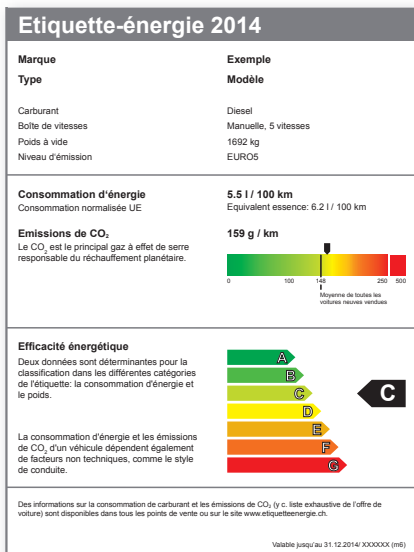 Etiquette-énergie 2014
Marque Exemple
Type Modèle
Carburant Diesel
Boîte de vitesses Manuelle, 5 vitesses
Poids à vide 1692 kg
Niveau d'émission EURO5
Consommation d'énergie 5.5 l / 100 km
Consommation normalisée UE Equivalent essence: 6.2 l / 100 km
Emissions de CO₂ 159 g / km
Le CO₂ est le principal gaz à effet de serre
responsable du réchauffement planétaire.
0 100 148 250 500
Moyenne de toutes les
voitures neuves vendues
Efficacité énergétique
Deux données sont déterminantes pour la
classification dans les différentes catégories
de l'étiquette: la consommation d'énergie et
le poids.
A
B
C
D
E
F
G
C
La consommation d'énergie et les émissions
de CO₂ d'un véhicule dépendent également
de facteurs non techniques, comme le style
de conduite.
Des informations sur la consommation de carburant et les émissions de CO₂ (y c. liste exhaustive de l'offre de
voiture) sont disponibles dans tous les points de vente ou sur le site www.etiquetteenergie.ch.
Valable jusqu'au 31.12.2014/ XXXXXX (m6)